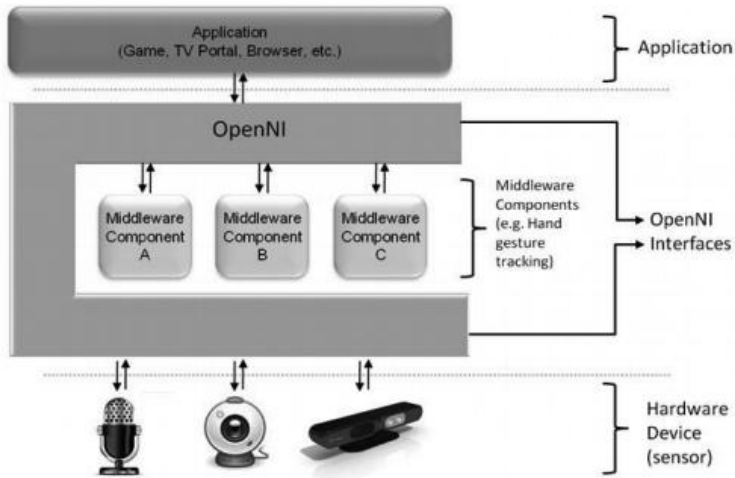 Application
(Game, TV Portal, Browser, etc.)
Application
OpenNI
Middleware
Component
A
Middleware
Component
B
Middleware
Component
C
Middleware
Components
(e.g. Hand
gesture
tracking)
OpenNI
Interfaces
Hardware
Device
(sensor)